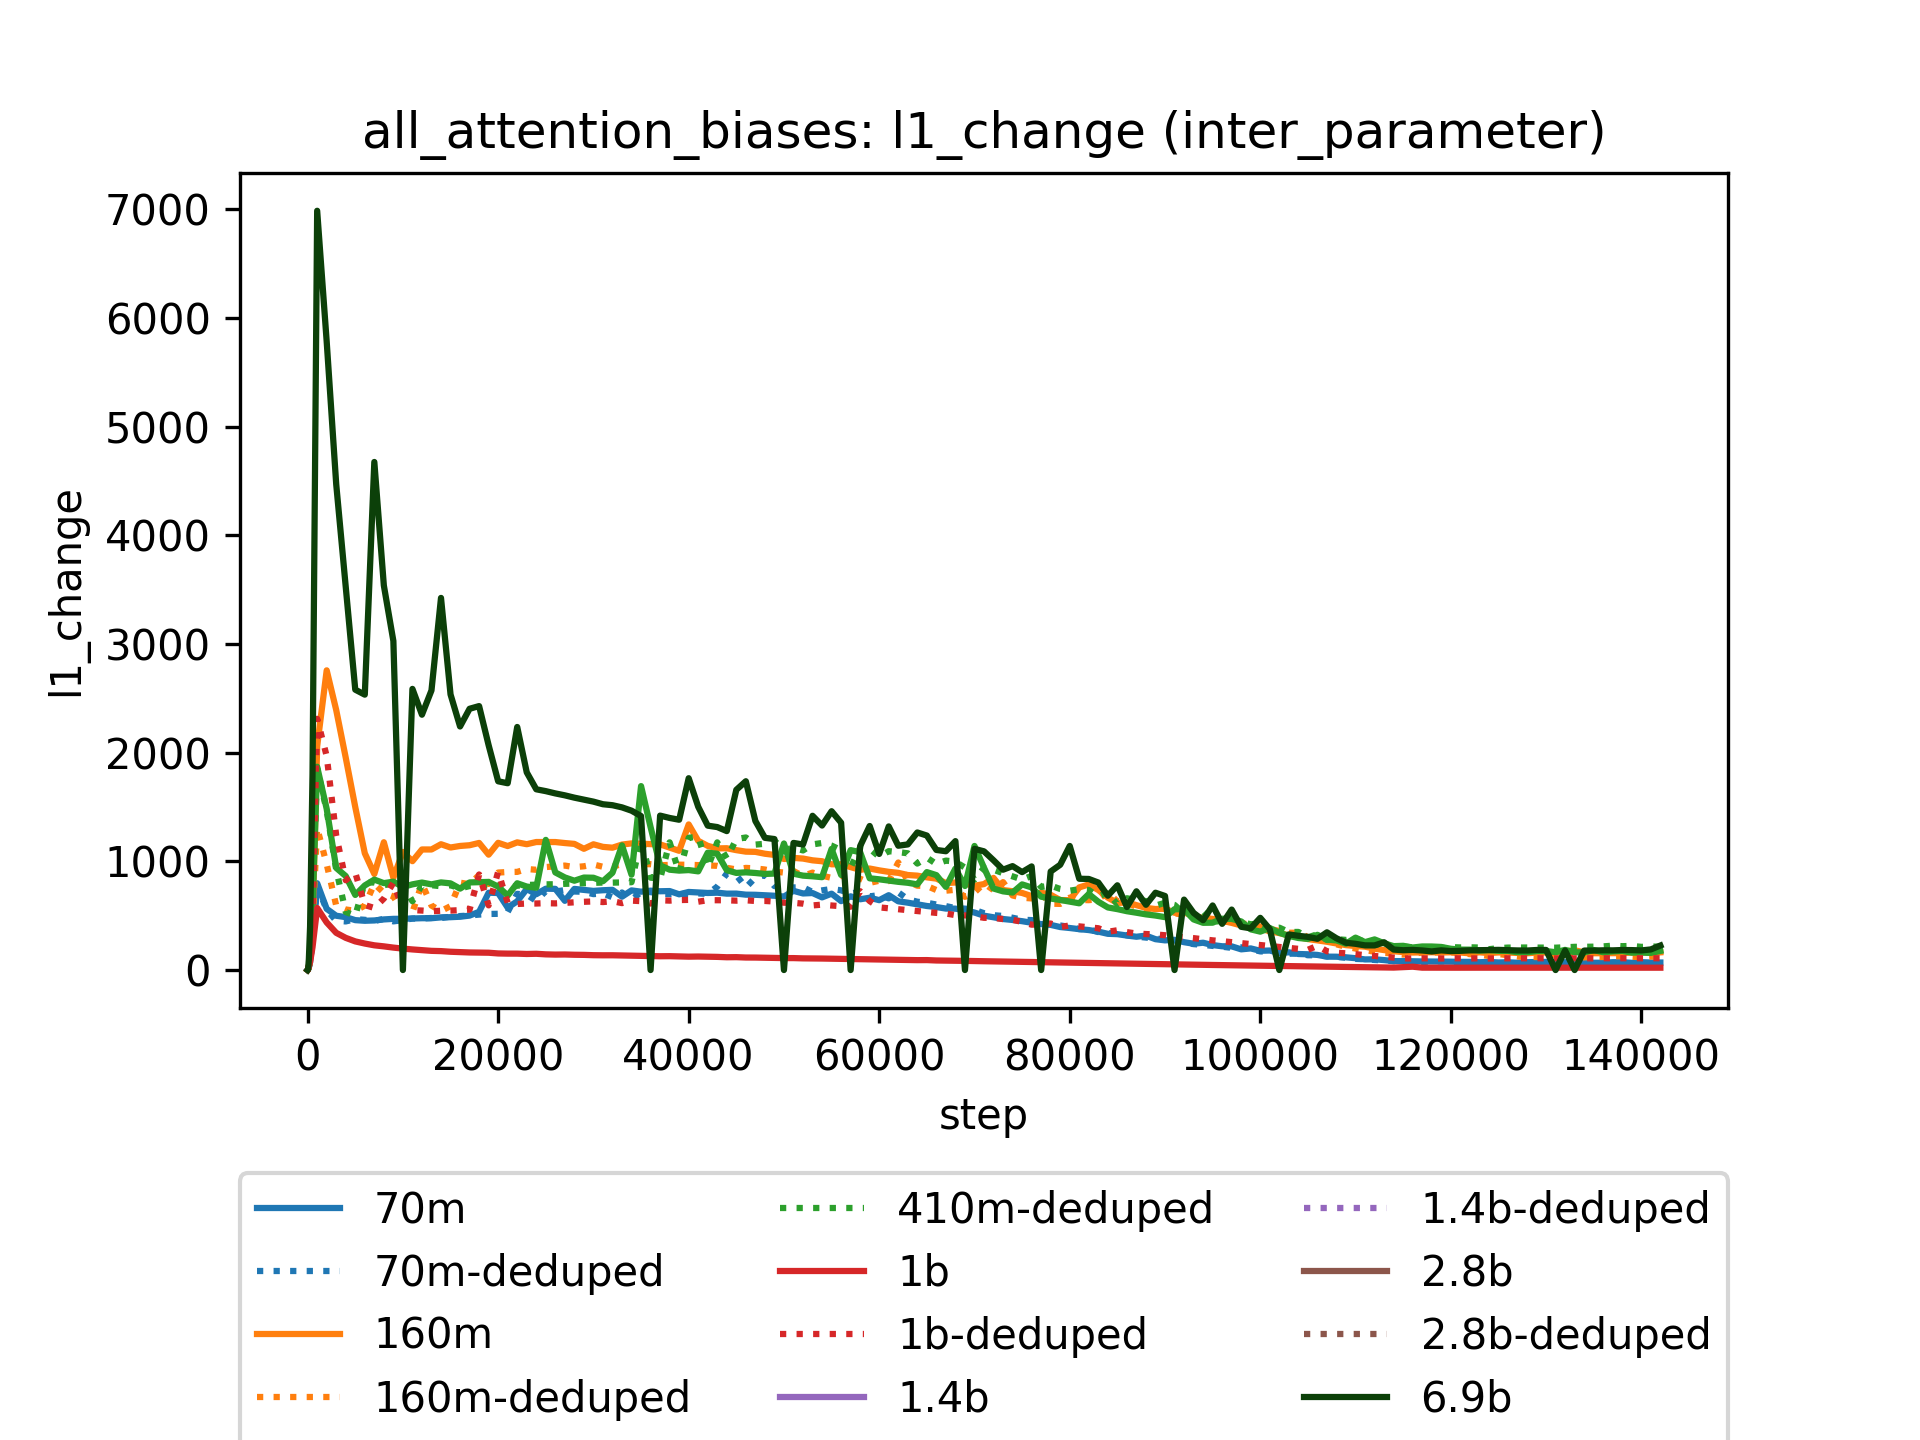 all_attention_biases: l1_change (inter_parameter)
7000
6000
5000
4000
3000
2000
1000
0
l1_change
0 20000 40000 60000 80000 100000 120000 140000
step
70m
70m-deduped
160m
160m-deduped
410m-deduped
1b
1b-deduped
1.4b
1.4b-deduped
2.8b
2.8b-deduped
6.9b